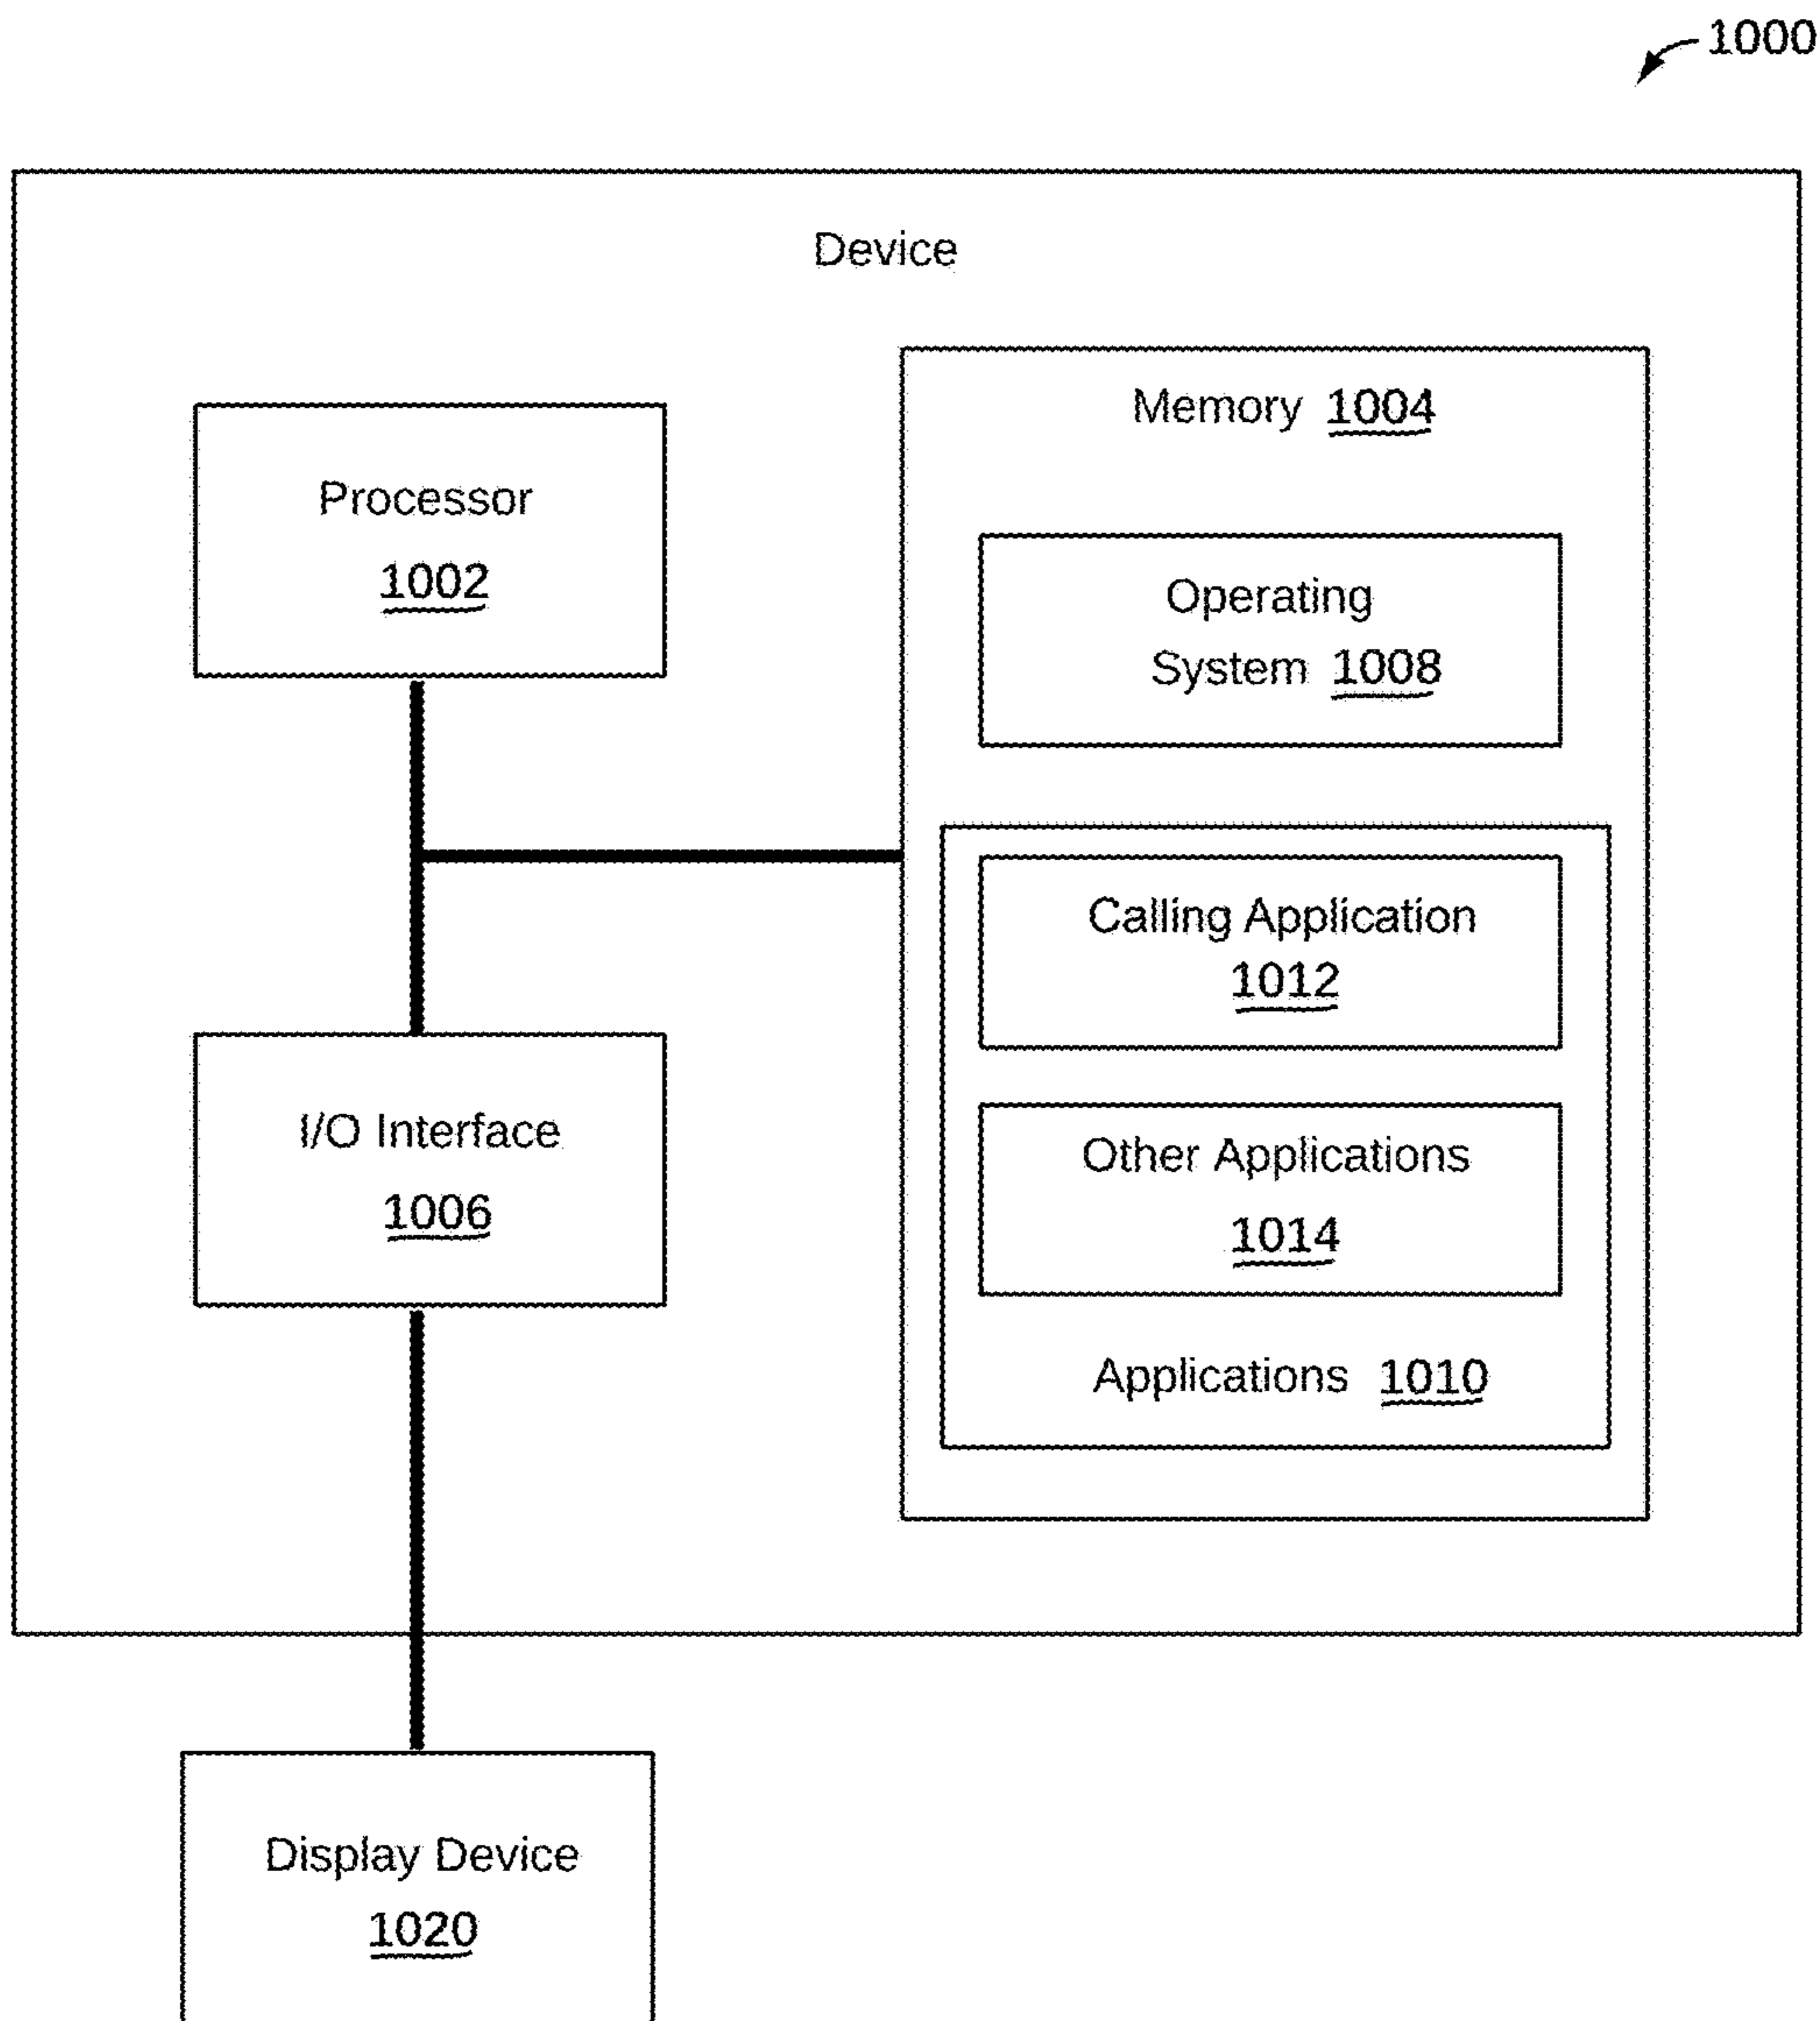 1000
Device
Processor
1002
Memory 1004
Operating
System 1008
Calling Application
1012
I/O Interface
1006
Other Applications
1014
Applications 1010
Display Device
1020